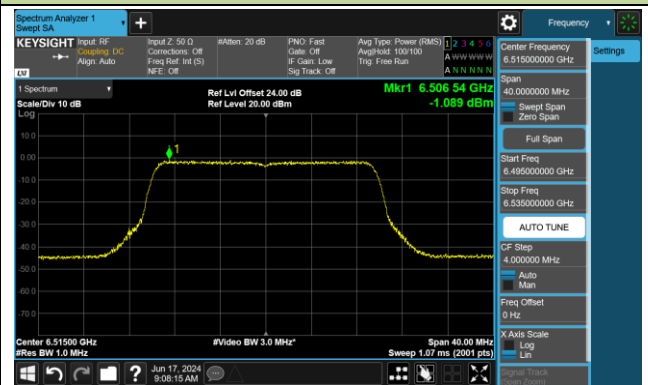 Spectrum Analyzer 1
Swept SA
Frequency
KEYSIGHT
Input: RF
Coupling: DC
Align: Auto
Input Z: 50 Ω
Corrections: Off
Freq Ref: Int (S)
NFE: Off
#Atten: 20 dB
PNO: Fast
Gate: Off
IF Gain: Low
Sig Track: Off
Avg Type: Power (RMS)
Avg|Hold: 100/100
Trig: Free Run
1 2 3 4 5 6
A W W W W W
A N N N N N
LXI
1 Spectrum
Scale/Div 10 dB
Log
Ref Lvl Offset 24.00 dB
Ref Level 20.00 dBm
Mkr1 6.506 54 GHz
-1.089 dBm
1
10.0
0.00
-10.0
-20.0
-30.0
-40.0
-50.0
-60.0
-70.0
Center 6.51500 GHz
#Res BW 1.0 MHz
#Video BW 3.0 MHz*
Span 40.00 MHz
Sweep 1.07 ms (2001 pts)
Jun 17, 2024
9:08:15 AM
Center Frequency
6.515000000 GHz
Settings
Span
40.0000000 MHz
Swept Span
Zero Span
Full Span
Start Freq
6.495000000 GHz
Stop Freq
6.535000000 GHz
AUTO TUNE
CF Step
4.000000 MHz
Auto
Man
Freq Offset
0 Hz
X Axis Scale
Log
Lin
Signal Track
(Span Zoom)